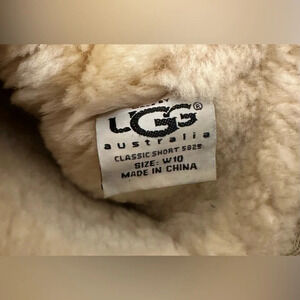 UGG®
australia
CLASSIC SHORT 5825
SIZE: W10
MADE IN CHINA